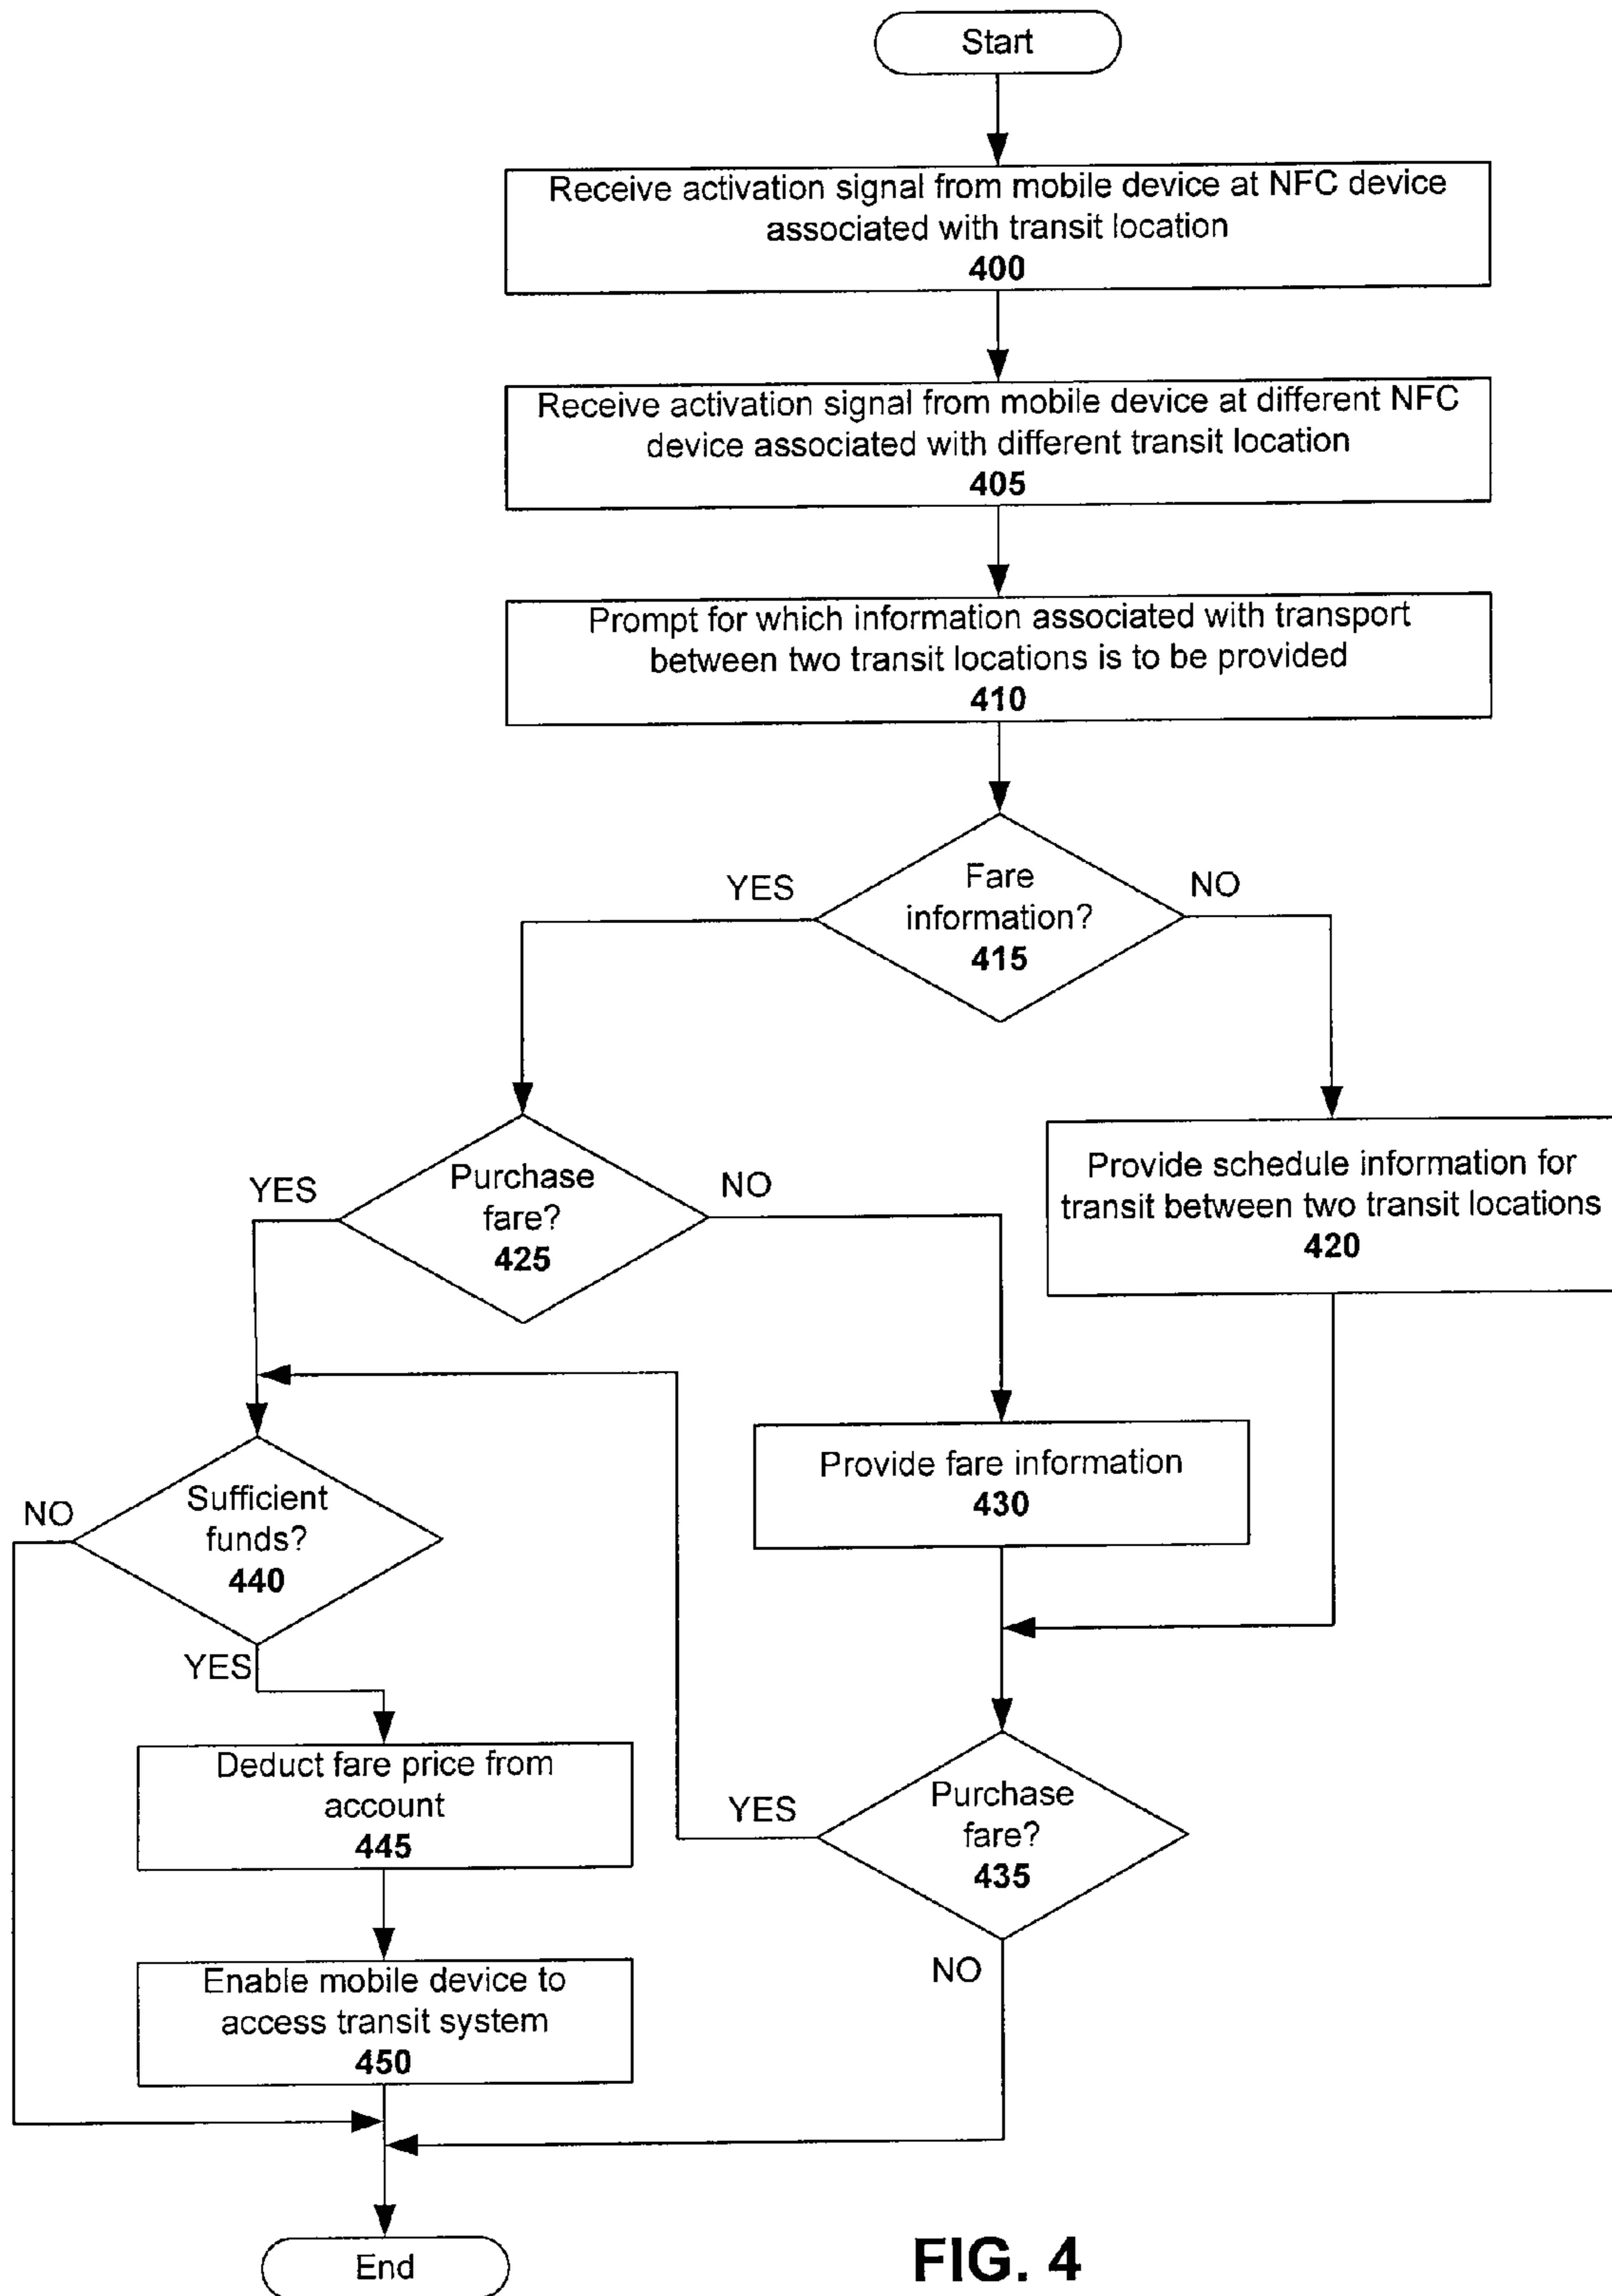 Start
Receive activation signal from mobile device at NFC device
associated with transit location
400
Receive activation signal from mobile device at different NFC
device associated with different transit location
405
Prompt for which information associated with transport
between two transit locations is to be provided
410
Fare
information?
415
YES
NO
Purchase
fare?
425
YES
NO
Provide schedule information for
transit between two transit locations
420
Provide fare information
430
Sufficient
funds?
440
NO
YES
Deduct fare price from
account
445
Purchase
fare?
435
YES
NO
Enable mobile device to
access transit system
450
End
FIG. 4